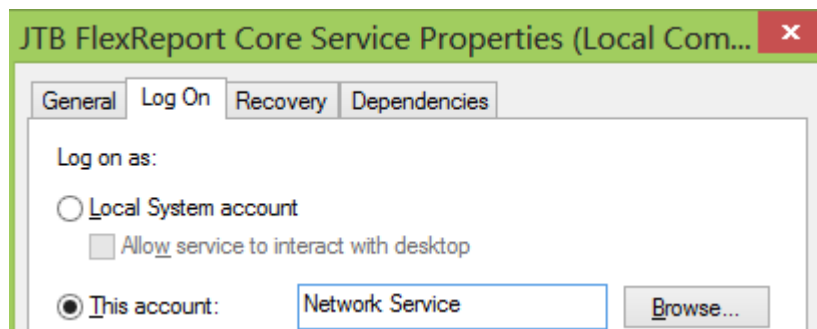 JTB FlexReport Core Service Properties (Local Com... x
General Log On Recovery Dependencies
Log on as:
Local System account
Allow service to interact with desktop
This account: Network Service Browse...